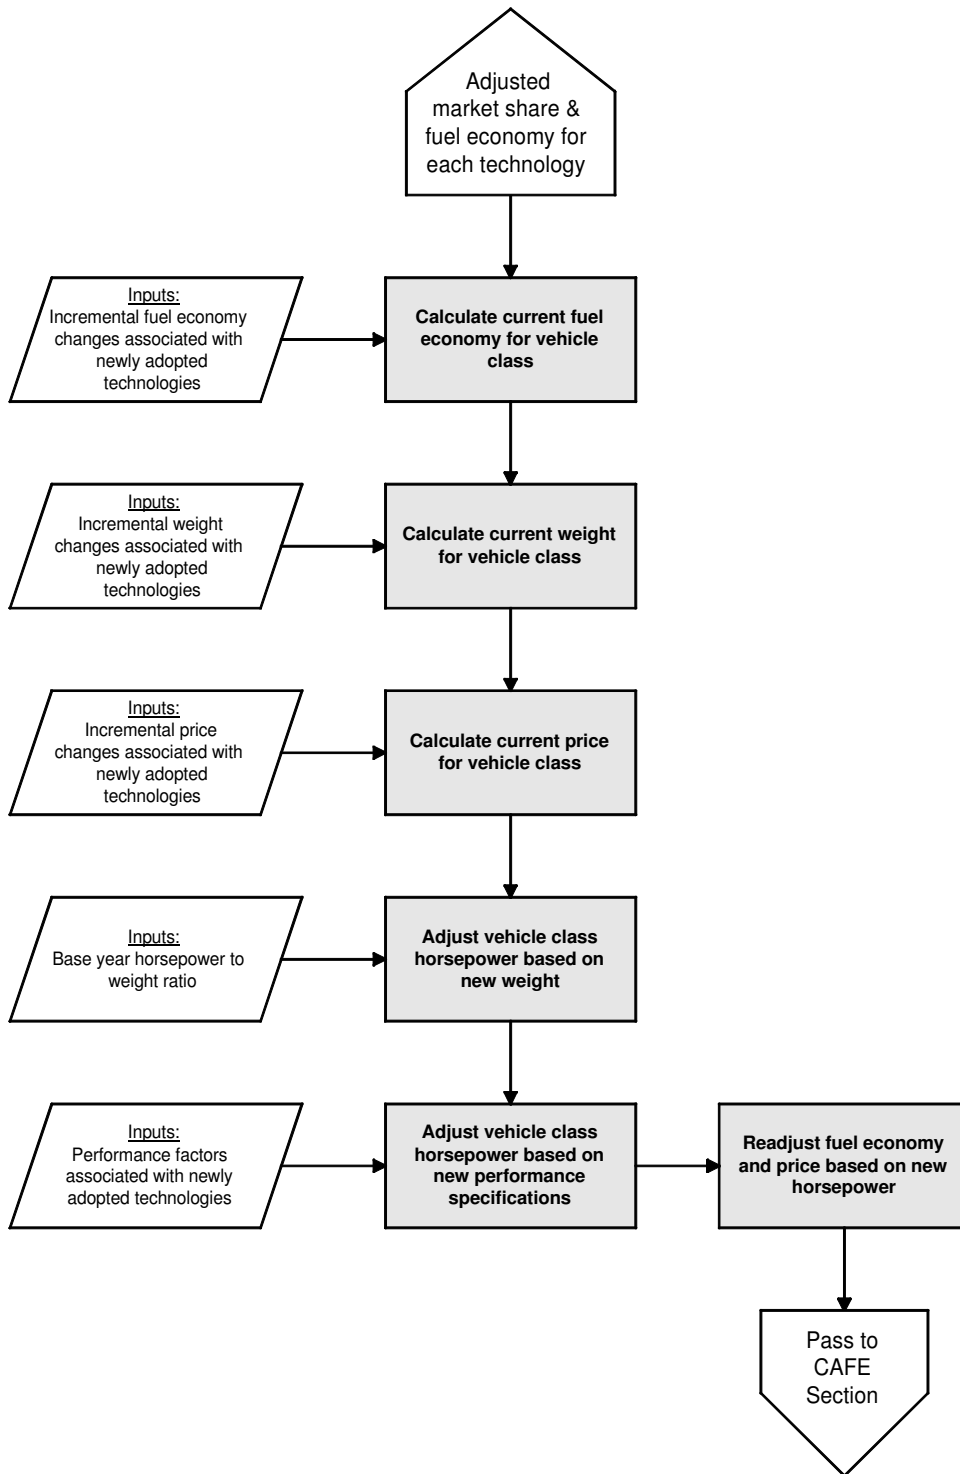 Adjusted
market share &
fuel economy for
each technology
Inputs:
Incremental fuel economy
changes associated with
newly adopted
technologies
Calculate current fuel
economy for vehicle
class
Inputs:
Incremental weight
changes associated with
newly adopted
technologies
Calculate current weight
for vehicle class
Inputs:
Incremental price
changes associated with
newly adopted
technologies
Calculate current price
for vehicle class
Inputs:
Base year horsepower to
weight ratio
Adjust vehicle class
horsepower based on
new weight
Inputs:
Performance factors
associated with newly
adopted technologies
Adjust vehicle class
horsepower based on
new performance
specifications
Readjust fuel economy
and price based on new
horsepower
Pass to
CAFE
Section